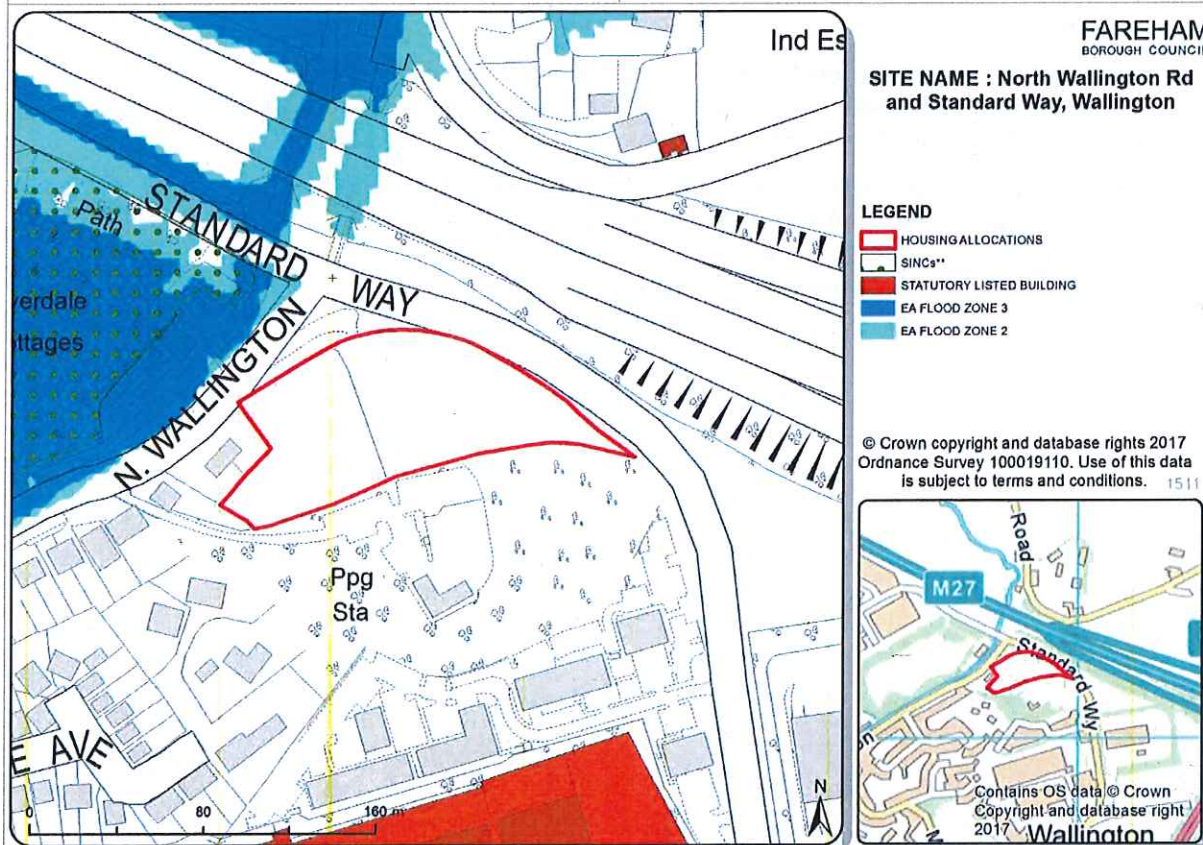 Ind Es
Path
STANDARD
WAY
verdale
ttages
N. WALLINGTON
Ppg
Sta
E AVE
0 80 160 m
N
FAREHAM
BOROUGH COUNCIL
SITE NAME : North Wallington Rd
and Standard Way, Wallington
LEGEND
HOUSING ALLOCATIONS
SINCs**
STATUTORY LISTED BUILDING
EA FLOOD ZONE 3
EA FLOOD ZONE 2
© Crown copyright and database rights 2017
Ordnance Survey 100019110. Use of this data
is subject to terms and conditions. 1511
Road
M27
Standard Wy
Contains OS data © Crown
Copyright and database right
2017
Wallington